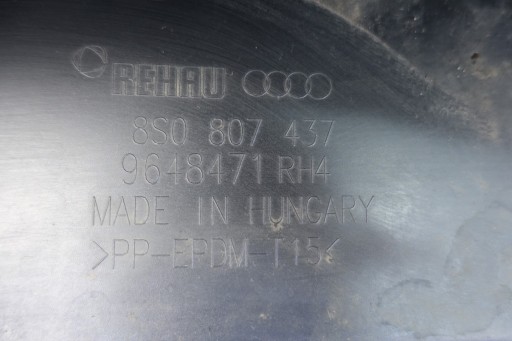 REHAU
8S0 807 437
9648471 RH4
MADE IN HUNGARY
>PP-EPDM-T15<